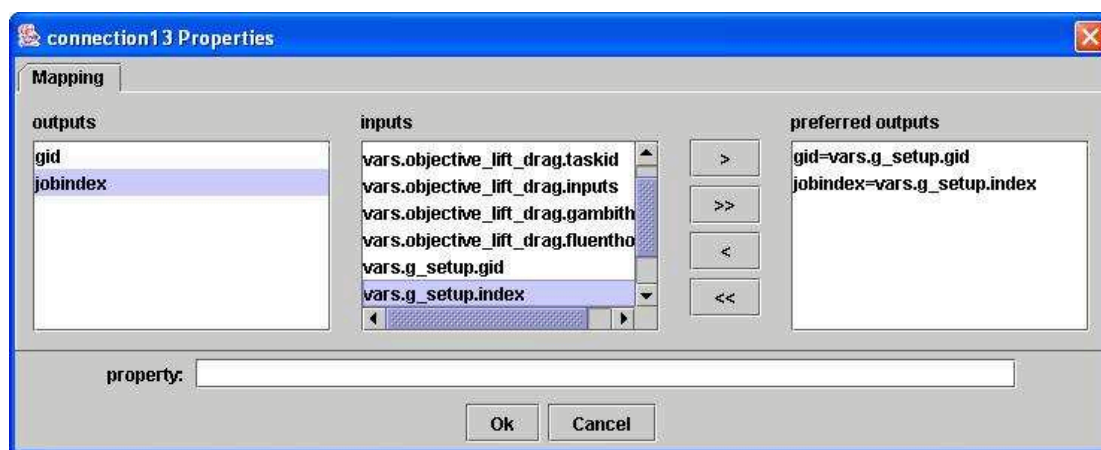 connection13 Properties
Mapping
outputs
gid
jobindex
inputs
vars.objective_lift_drag.taskid
vars.objective_lift_drag.inputs
vars.objective_lift_drag.gambith
vars.objective_lift_drag.fluentho
vars.g_setup.gid
vars.g_setup.index
>
>>
<
<<
preferred outputs
gid=vars.g_setup.gid
jobindex=vars.g_setup.index
property:
Ok
Cancel